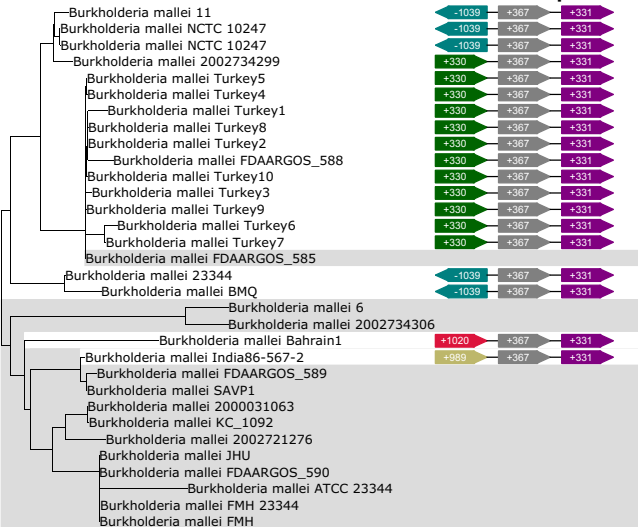 Burkholderia mallei 11 -1039 +367 +331
Burkholderia mallei NCTC 10247 -1039 +367 +331
Burkholderia mallei NCTC 10247 -1039 +367 +331
Burkholderia mallei 2002734299 +330 +367 +331
Burkholderia mallei Turkey5 +330 +367 +331
Burkholderia mallei Turkey4 +330 +367 +331
Burkholderia mallei Turkey1 +330 +367 +331
Burkholderia mallei Turkey8 +330 +367 +331
Burkholderia mallei Turkey2 +330 +367 +331
Burkholderia mallei FDAARGOS_588 +330 +367 +331
Burkholderia mallei Turkey10 +330 +367 +331
Burkholderia mallei Turkey3 +330 +367 +331
Burkholderia mallei Turkey9 +330 +367 +331
Burkholderia mallei Turkey6 +330 +367 +331
Burkholderia mallei Turkey7 +330 +367 +331
Burkholderia mallei FDAARGOS_585
Burkholderia mallei 23344 -1039 +367 +331
Burkholderia mallei BMQ -1039 +367 +331
Burkholderia mallei 6
Burkholderia mallei 2002734306
Burkholderia mallei Bahrain1 +1020 +367 +331
Burkholderia mallei India86-567-2 +989 +367 +331
Burkholderia mallei FDAARGOS_589
Burkholderia mallei SAVP1
Burkholderia mallei 2000031063
Burkholderia mallei KC_1092
Burkholderia mallei 2002721276
Burkholderia mallei JHU
Burkholderia mallei FDAARGOS_590
Burkholderia mallei ATCC 23344
Burkholderia mallei FMH 23344
Burkholderia mallei FMH